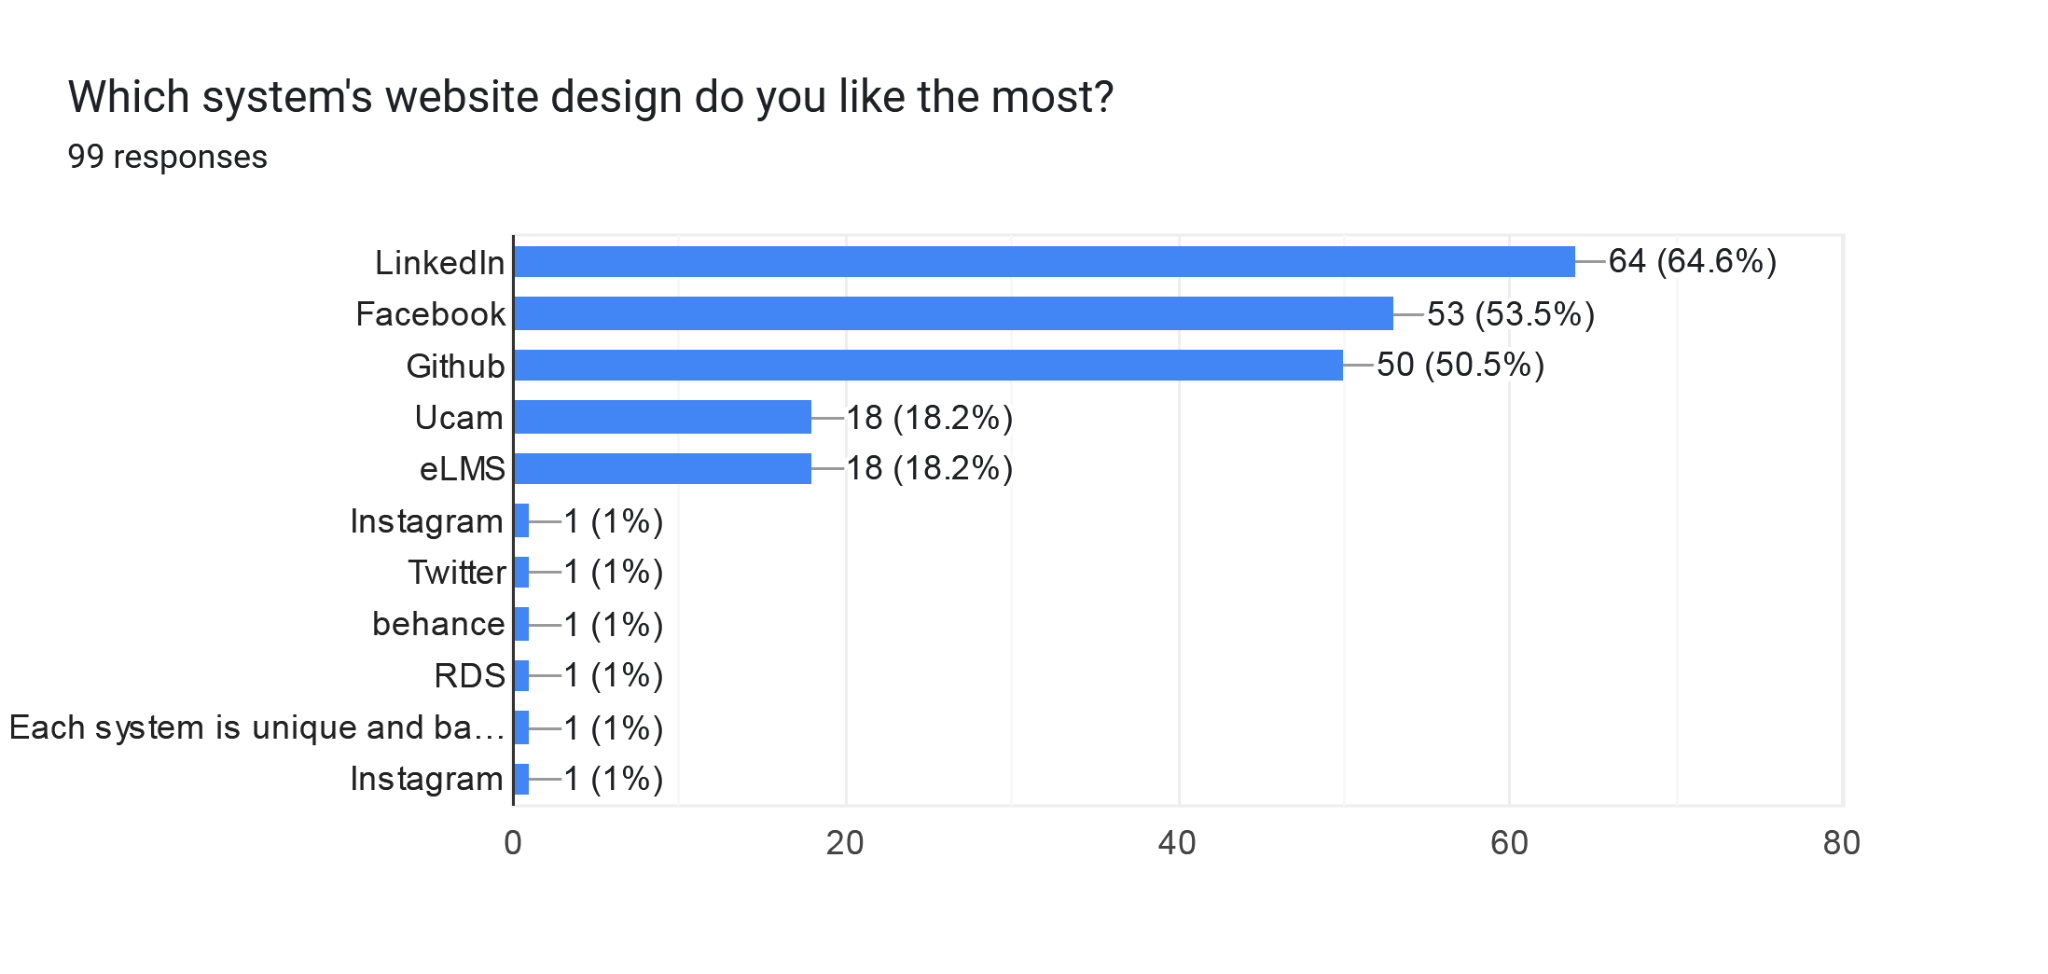 Which system's website design do you like the most?
99 responses
LinkedIn 64 (64.6%)
Facebook 53 (53.5%)
Github 50 (50.5%)
Ucam 18 (18.2%)
eLMS 18 (18.2%)
Instagram 1 (1%)
Twitter 1 (1%)
behance 1 (1%)
RDS 1 (1%)
Each system is unique and ba... 1 (1%)
Instagram 1 (1%)
0 20 40 60 80